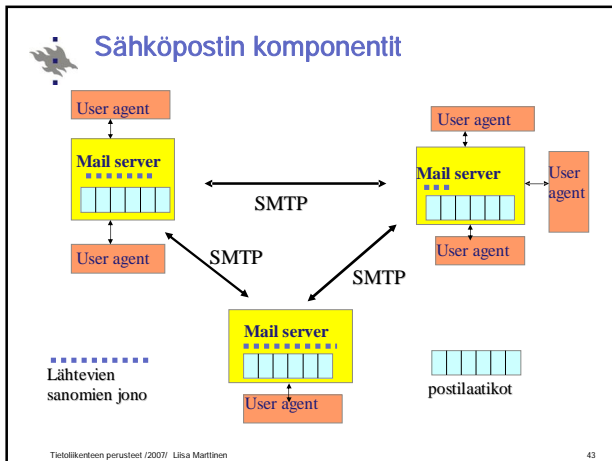 Sähköpostin komponentit
User agent
Mail server
User agent
SMTP
User agent
Mail server
User
agent
User agent
SMTP
SMTP
Mail server
User agent
Lähtevien
sanomien jono
postilaatikot
Tietoliikenteen perusteet /2007/ Liisa Marttinen
43